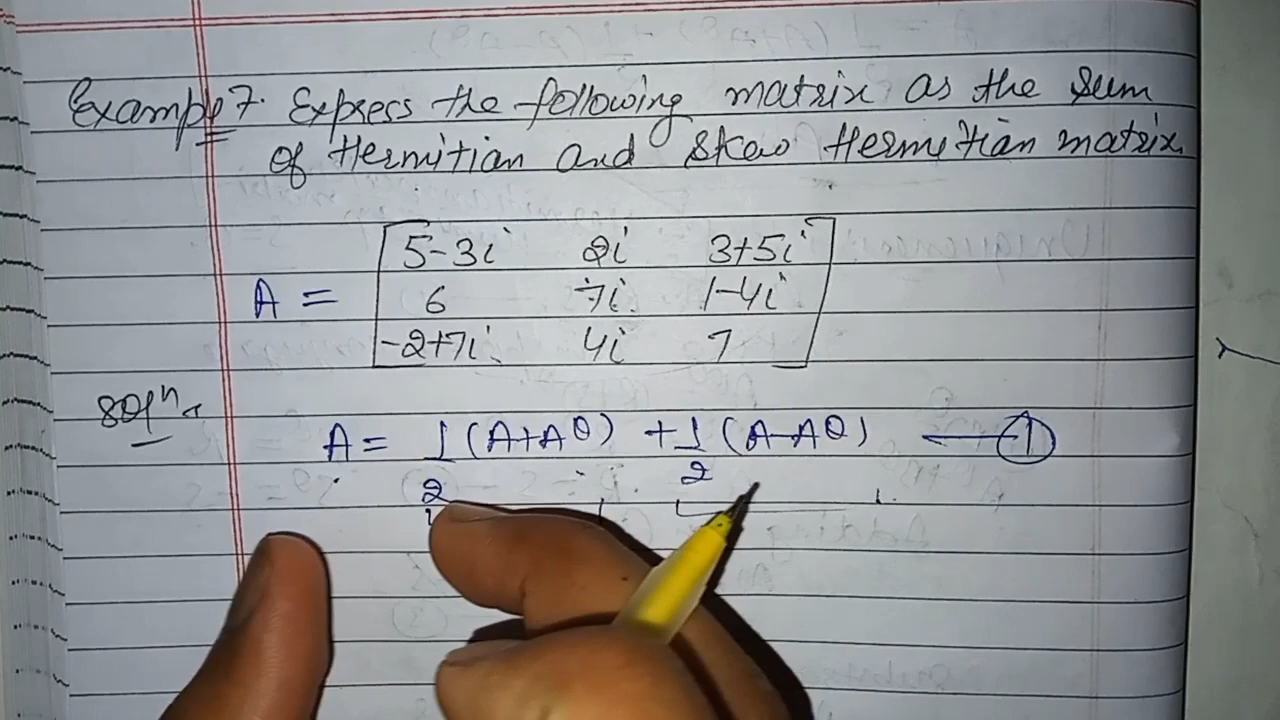 Example 7. Express the following matrix as the sum
of Hermitian and Skew Hermitian matrix.
A = [ 5-3i 2i 3+5i
6 7i 1-4i
-2+7i 4i 7 ]
Solⁿ
A = 1/2 (A+Aθ) + 1/2 (A-Aθ) ← ①